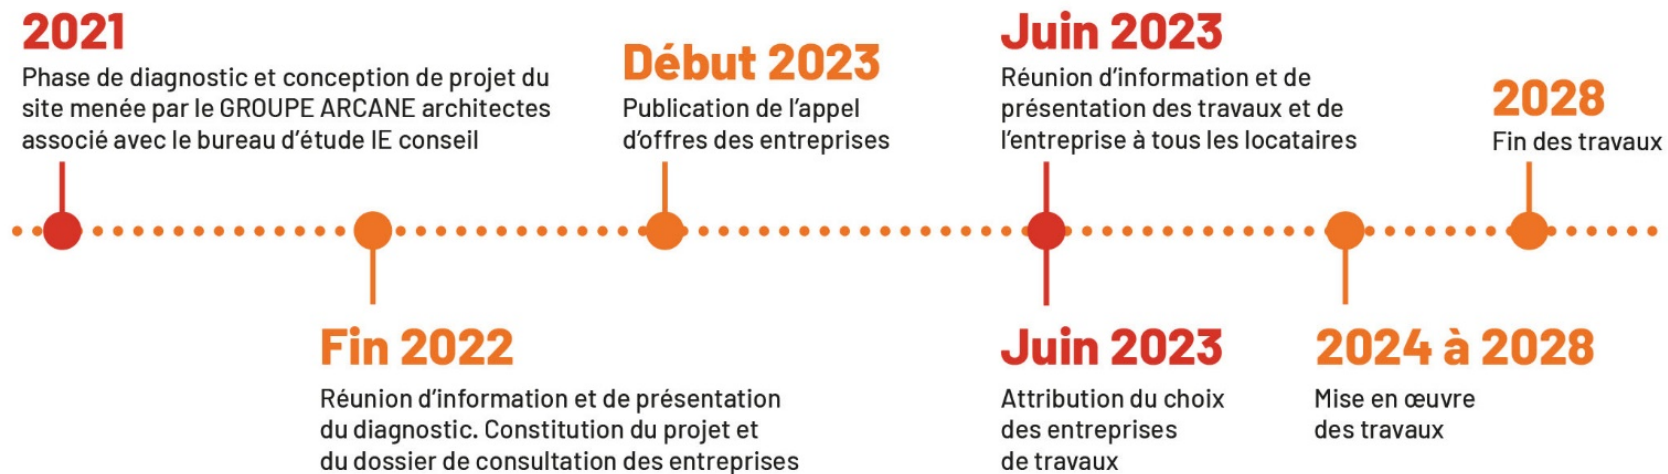 2021
Phase de diagnostic et conception de projet du
site menée par le GROUPE ARCANE architectes
associé avec le bureau d’étude IE conseil
Fin 2022
Réunion d’information et de présentation
du diagnostic. Constitution du projet et
du dossier de consultation des entreprises
Début 2023
Publication de l’appel
d’offres des entreprises
Juin 2023
Réunion d’information et de
présentation des travaux et de
l’entreprise à tous les locataires
Juin 2023
Attribution du choix
des entreprises
de travaux
2024 à 2028
Mise en œuvre
des travaux
2028
Fin des travaux